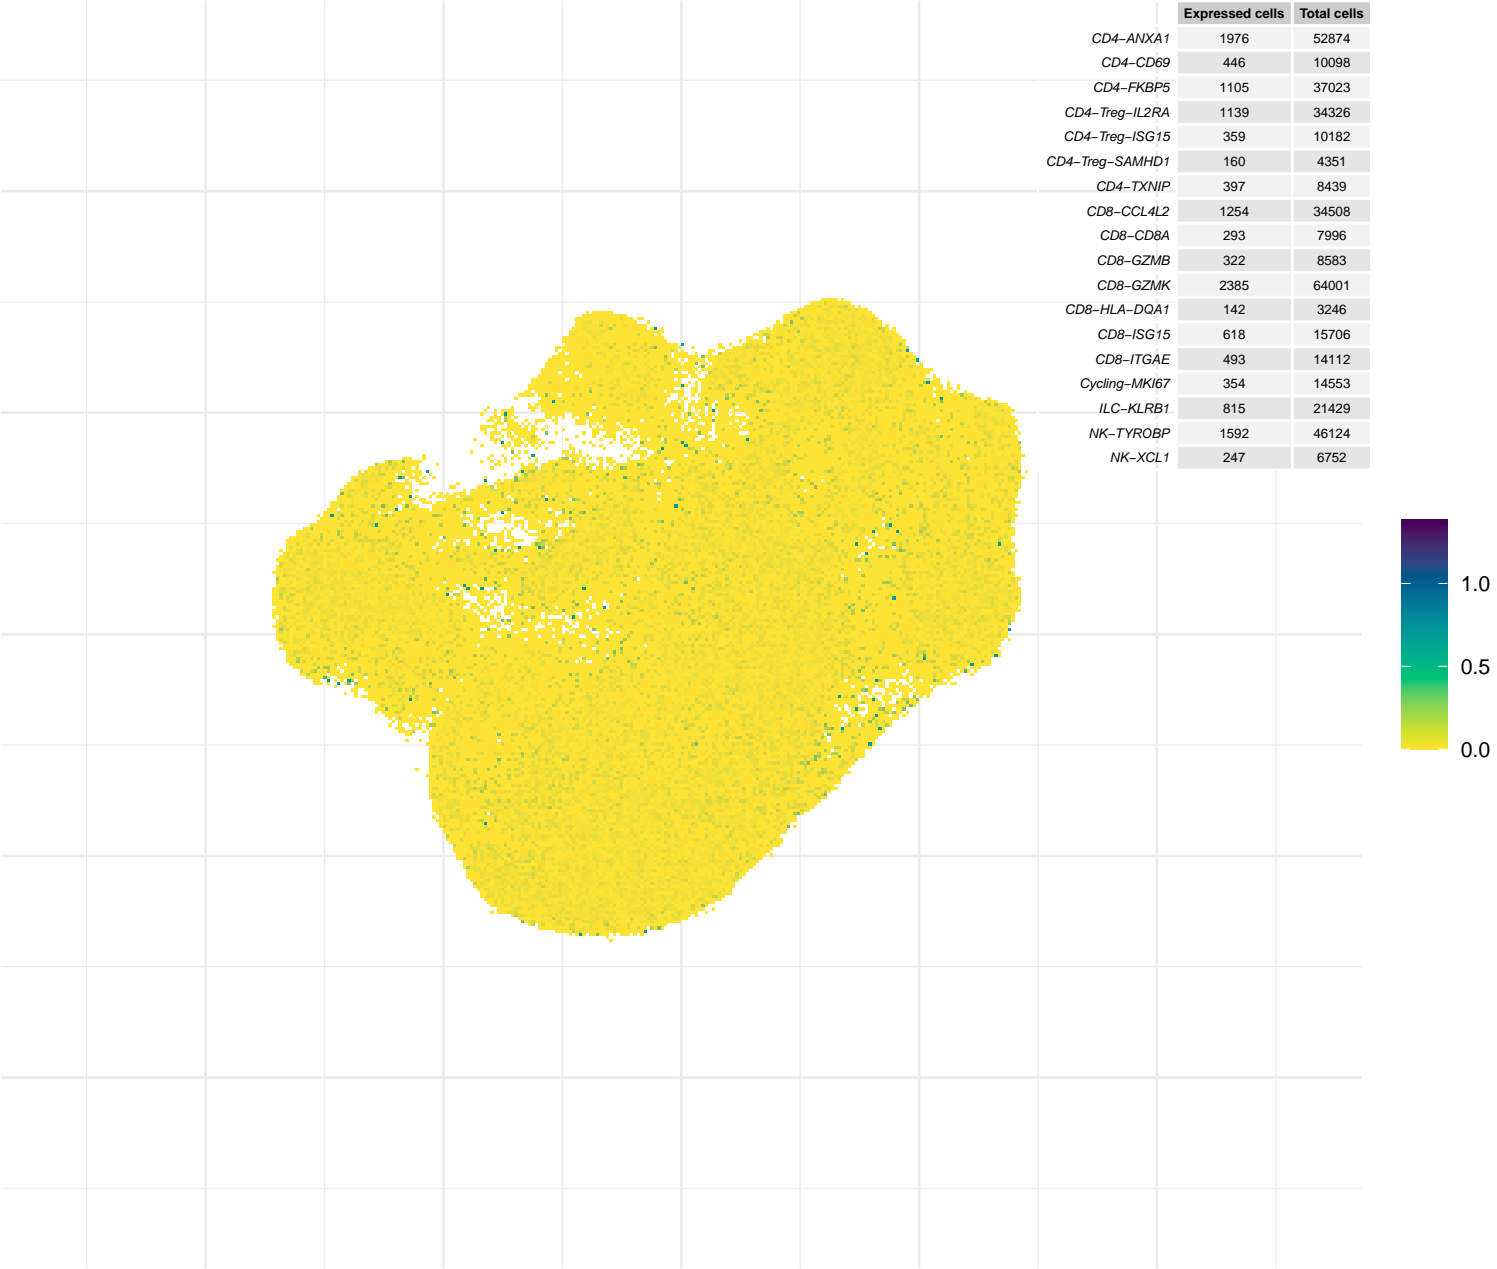 Expressed cells Total cells
CD4−ANXA1 1976 52874
CD4−CD69 446 10098
CD4−FKBP5 1105 37023
CD4−Treg−IL2RA 1139 34326
CD4−Treg−ISG15 359 10182
CD4−Treg−SAMHD1 160 4351
CD4−TXNIP 397 8439
CD8−CCL4L2 1254 34508
CD8−CD8A 293 7996
CD8−GZMB 322 8583
CD8−GZMK 2385 64001
CD8−HLA−DQA1 142 3246
CD8−ISG15 618 15706
CD8−ITGAE 493 14112
Cycling−MKI67 354 14553
ILC−KLRB1 815 21429
NK−TYROBP 1592 46124
NK−XCL1 247 6752
1.0
0.5
0.0